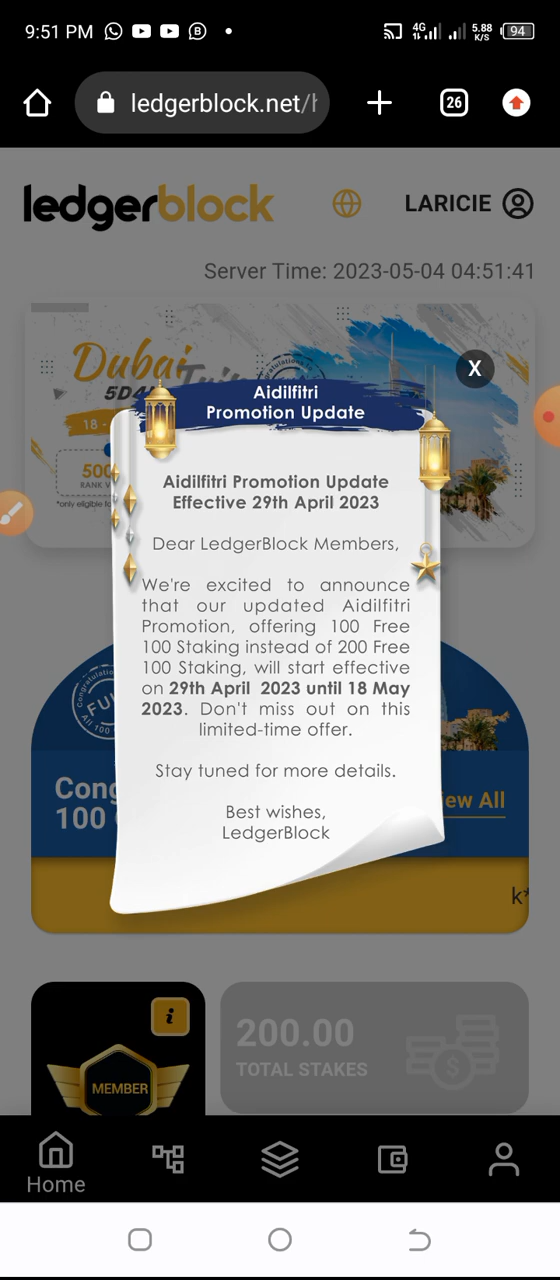 9:51 PM
4G
5.88
K/S
94
ledgerblock.net/
26
ledgerblock
LARICIE
Server Time: 2023-05-04 04:51:41
Dubai
X
Aidilfitri
Promotion Update
Aidilfitri Promotion Update
Effective 29th April 2023
Dear LedgerBlock Members,
We're excited to announce
that our updated Aidilfitri
Promotion, offering 100 Free
100 Staking instead of 200 Free
100 Staking, will start effective
on 29th April 2023 until 18 May
2023. Don't miss out on this
limited-time offer.
Stay tuned for more details.
Best wishes,
LedgerBlock
18 -
500
RANK
*only eligible
FU
Cong
100
iew All
k*
i
MEMBER
200.00
TOTAL STAKES
Home